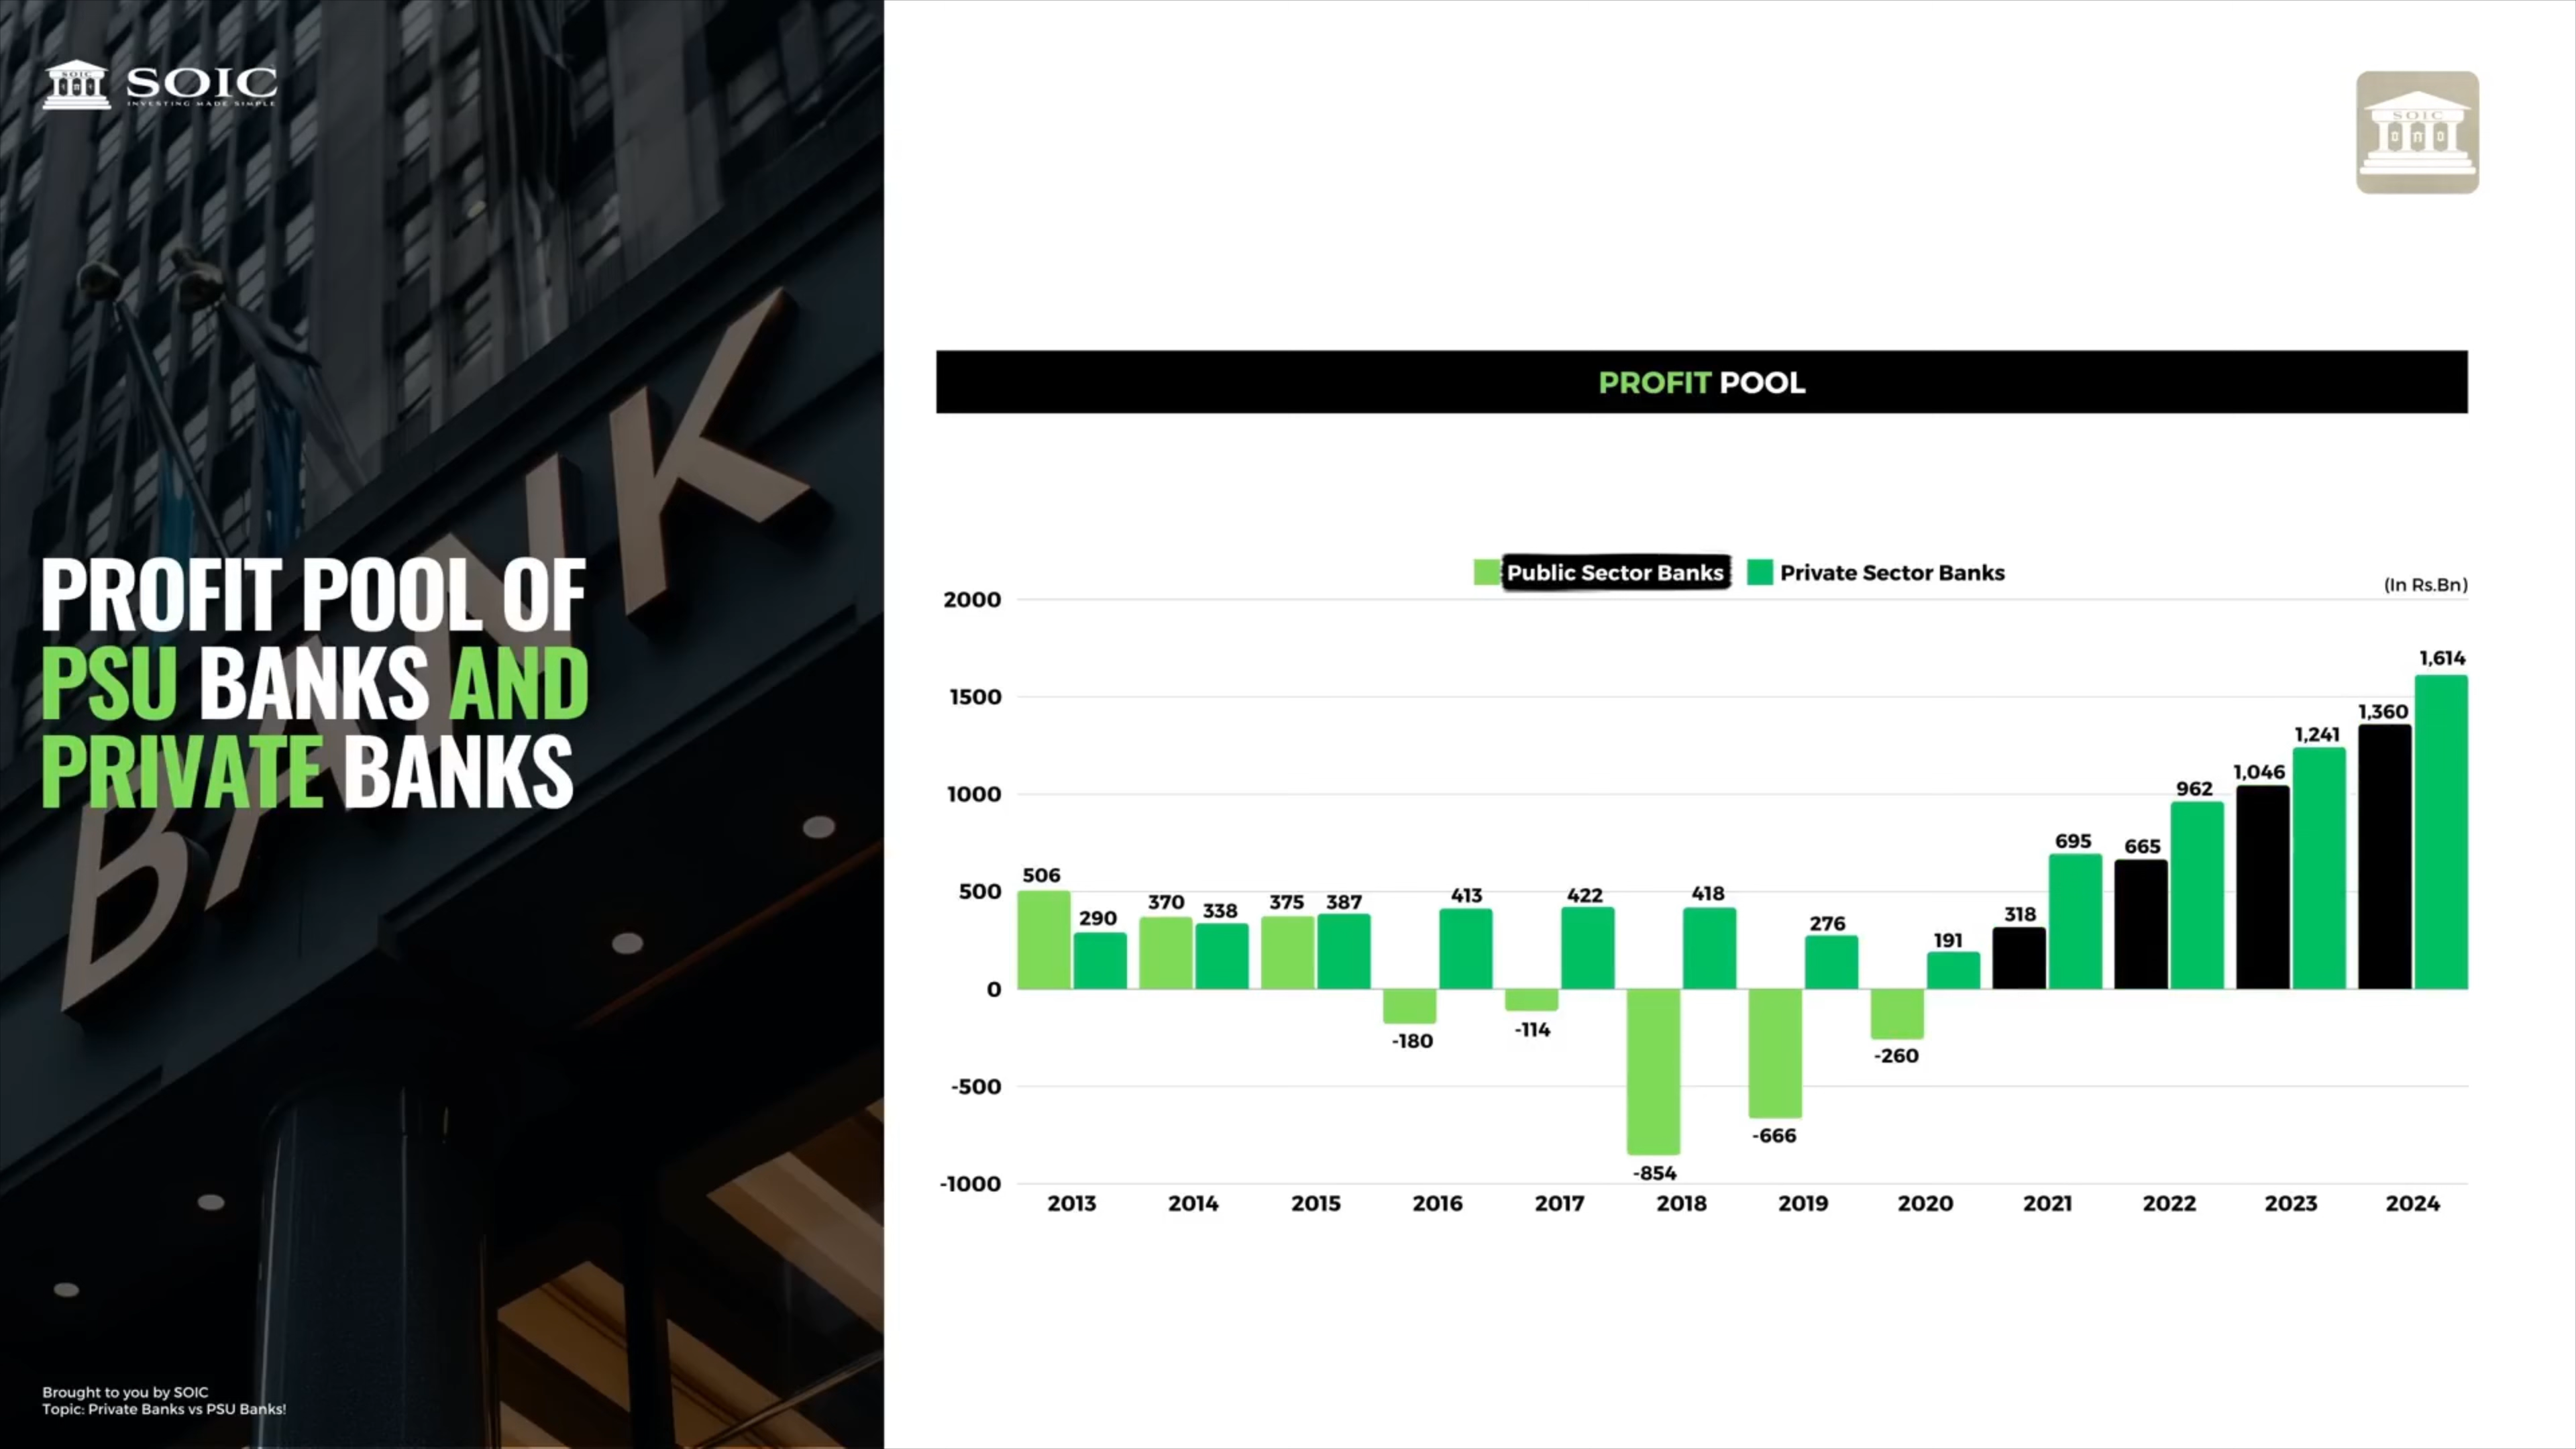 SOIC
INVESTING MADE SIMPLE
PROFIT POOL OF
PSU BANKS AND
PRIVATE BANKS
BANK
Brought to you by SOIC
Topic: Private Banks vs PSU Banks!
SOIC
PROFIT POOL
Public Sector Banks Private Sector Banks
(In Rs.Bn)
2000
1500
1000
500
0
-500
-1000
506 290 370 338 375 387 -180 413 -114 422 -854 418 -666 276 -260 191 318 695 665 962 1,046 1,241 1,360 1,614
2013 2014 2015 2016 2017 2018 2019 2020 2021 2022 2023 2024